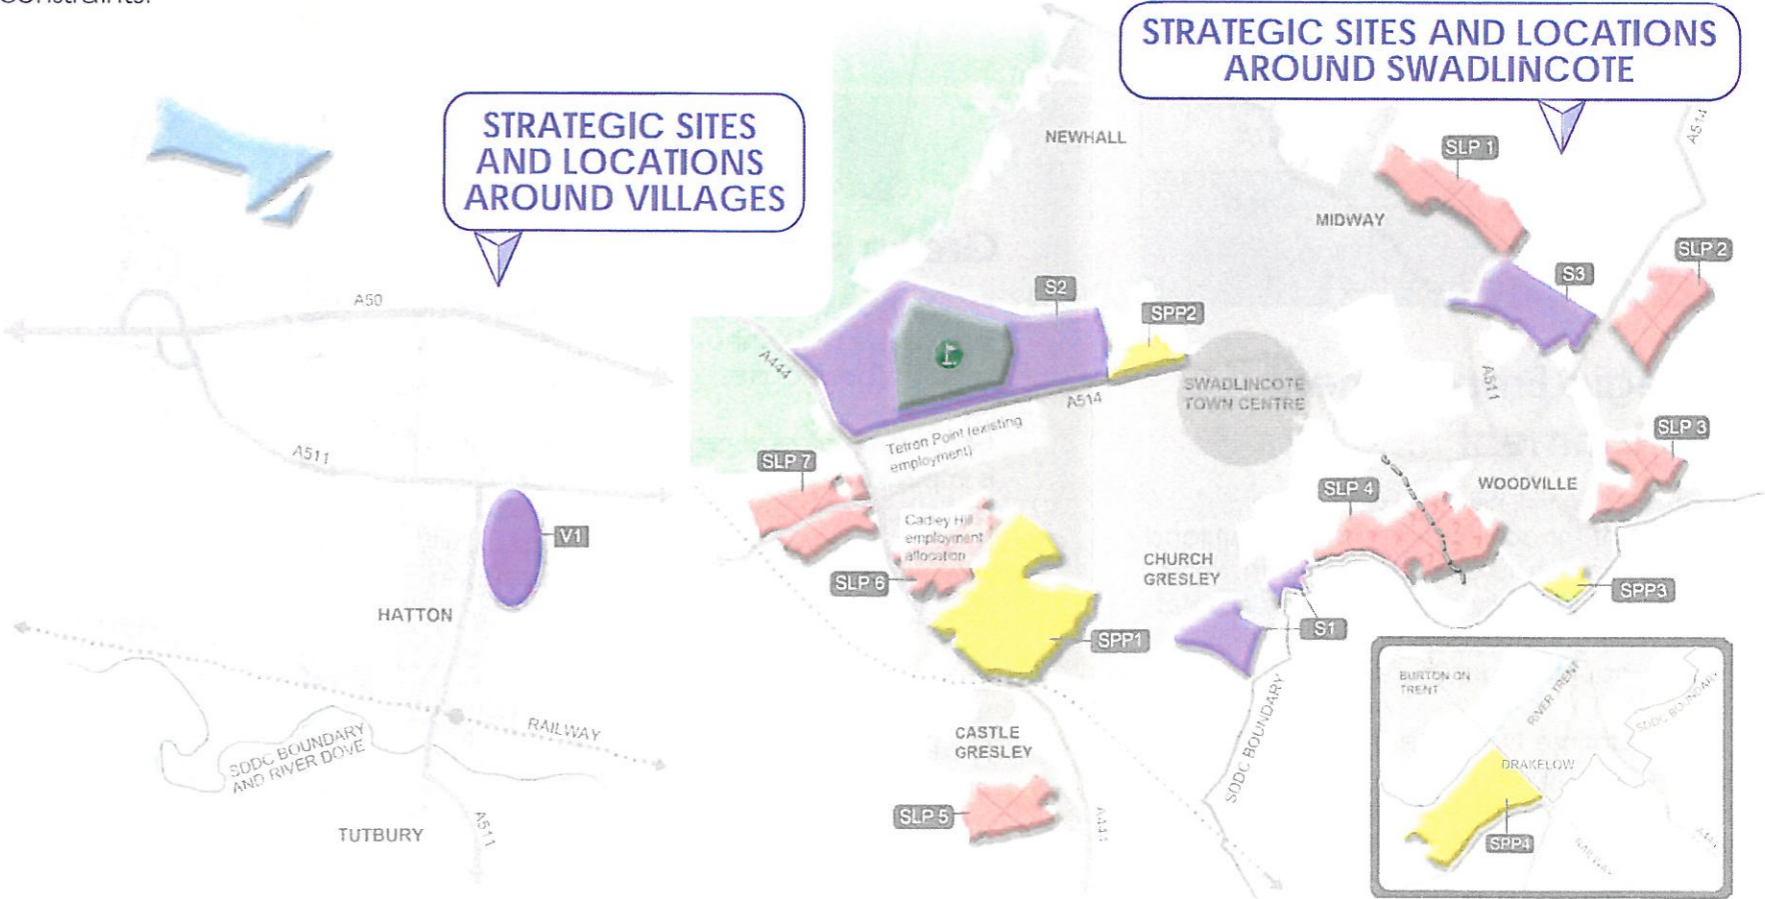 constraints.
STRATEGIC SITES
AND LOCATIONS
AROUND VILLAGES
A50
A511
V1
HATTON
RAILWAY
SDDC BOUNDARY
AND RIVER DOVE
TUTBURY
A511
STRATEGIC SITES AND LOCATIONS
AROUND SWADLINCOTE
NEWHALL
A514
SLP 1
MIDWAY
SLP 2
S3
S2
SPP2
A444
SWADLINCOTE
TOWN CENTRE
A511
A514
Tetron Point (existing
employment)
SLP 7
SLP 3
WOODVILLE
SLP 4
Cadley Hill
employment
allocation
CHURCH
GRESLEY
SLP 6
SPP3
S1
SPP1
SDDC BOUNDARY
CASTLE
GRESLEY
SLP 5
A444
BURTON ON
TRENT
RIVER TRENT
SDDC BOUNDARY
DRAKELOW
SPP4
RAILWAY
A444